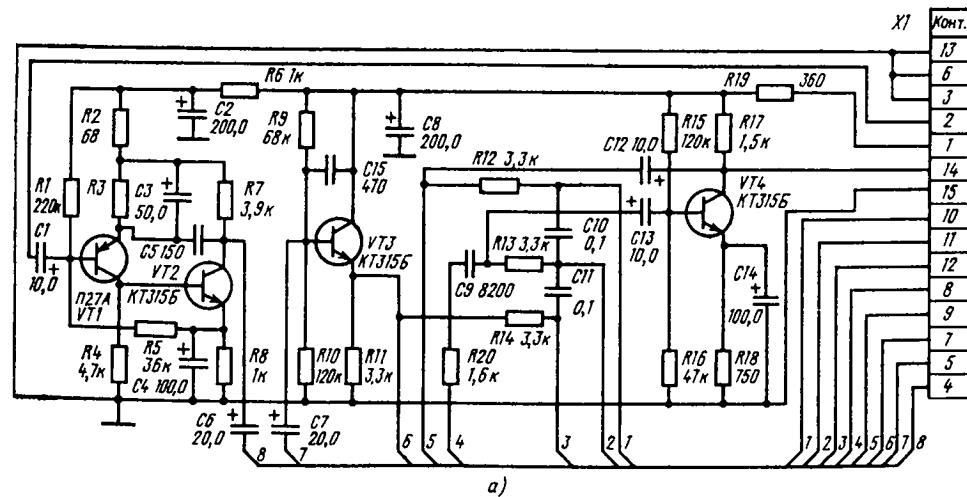 X1
Конт.
13
6
3
2
1
14
15
10
11
12
8
9
7
5
4
R6 1к
R19
360
R2
68
C2
200,0
R9
68к
C8
200,0
R15
120к
R17
1,5к
C12 10,0
R12 3,3к
R1
220к
R3
C3
50,0
R7
3,9к
C15
470
VT4
КТ315Б
C1
10,0
C5 150
VT2
КТ315Б
VT3
КТ315Б
C10
0,1
C13
10,0
R13 3,3к
C11
0,1
C9 8200
C14
100,0
П27А
VT1
R14 3,3к
R4
4,7к
R5
36к
C4 100,0
R8
1к
R10
120к
R11
3,3к
R20
1,6к
R16
47к
R18
750
C6
20,0
C7
20,0
8
7
6
5
4
3
2
1
1
2
3
4
5
6
7
8
а)